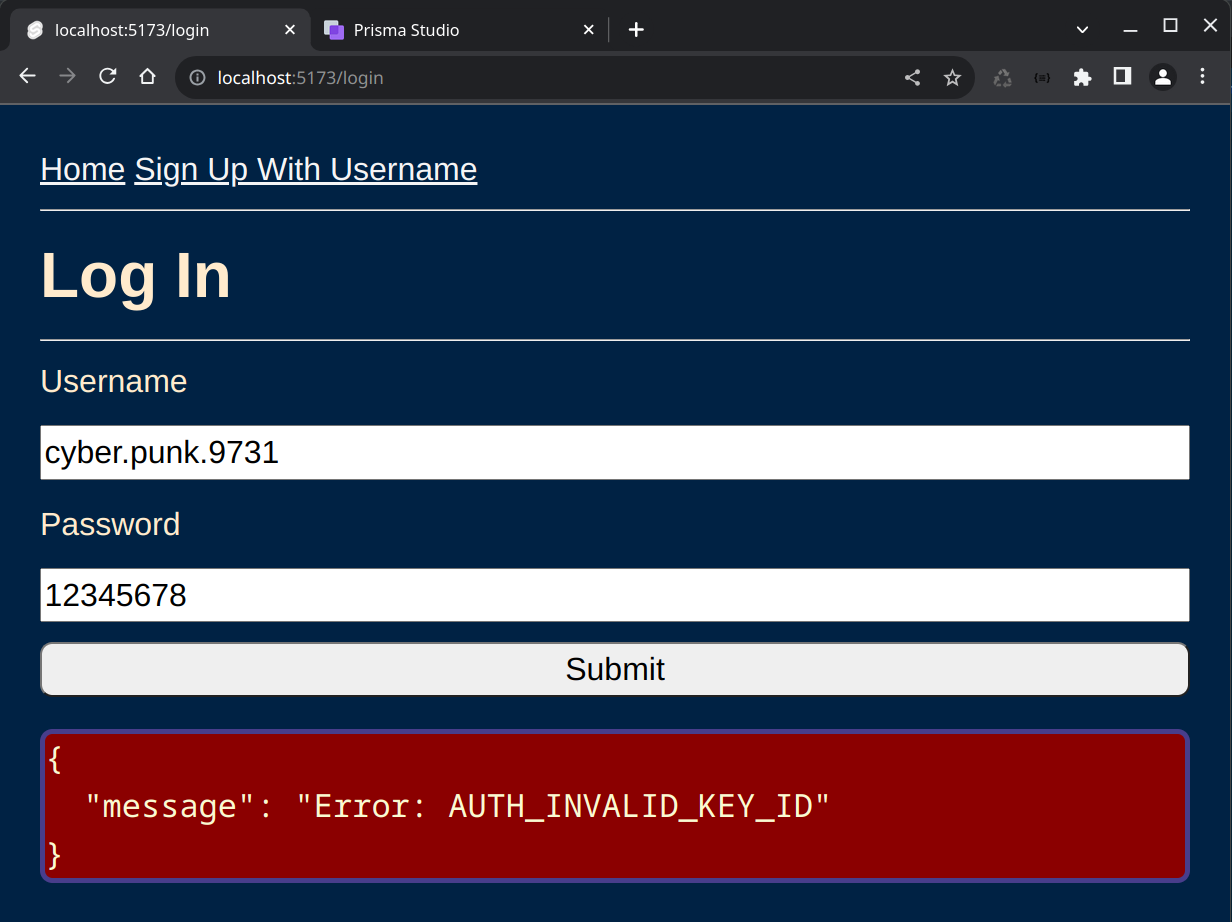 localhost:5173/login
Prisma Studio
localhost:5173/login
Home Sign Up With Username
Log In
Username
cyber.punk.9731
Password
12345678
Submit
{
"message": "Error: AUTH_INVALID_KEY_ID"
}